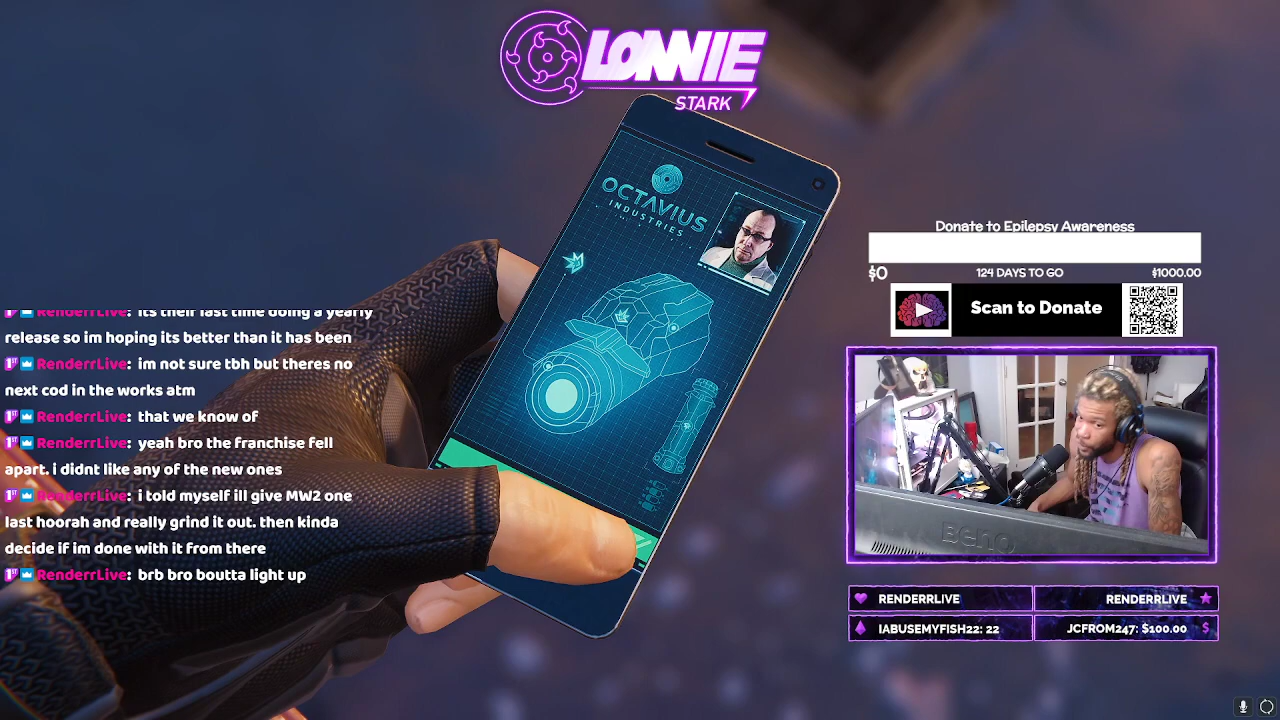 LONNIE
STARK
OCTAVIUS
INDUSTRIES
Donate to Epilepsy Awareness
$0 124 DAYS TO GO $1000.00
Scan to Donate
RenderrLive: its their last time doing a yearly
release so im hoping its better than it has been
RenderrLive: im not sure tbh but theres no
next cod in the works atm
RenderrLive: that we know of
RenderrLive: yeah bro the franchise fell
apart. i didnt like any of the new ones
RenderrLive: i told myself ill give MW2 one
last hoorah and really grind it out. then kinda
decide if im done with it from there
RenderrLive: brb bro boutta light up
BenQ
RENDERRLIVE RENDERRLIVE
IABUSEMYFISH22: 22 JCFROM247: $100.00